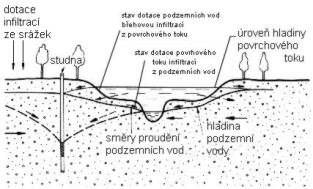 dotace
infiltrací
ze srážek
studna
stav dotace podzemních vod
břehovou infiltrací
z povrchového toku
stav dotace povrchového
toku infiltrací
z podzemních vod
úroveň hladiny
povrchového
toku
směry proudění
podzemních vod
hladina
podzemní
vody